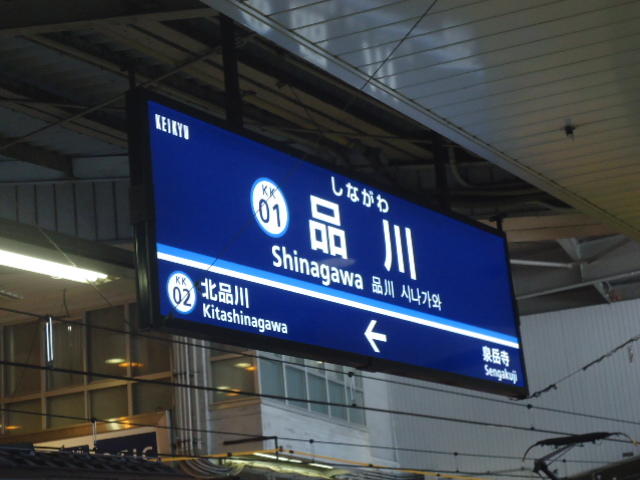 KEIKYU
しながわ
KK
01
品川
Shinagawa 品川 시나가와
KK
02
北品川
Kitashinagawa
←
泉岳寺
Sengakuji